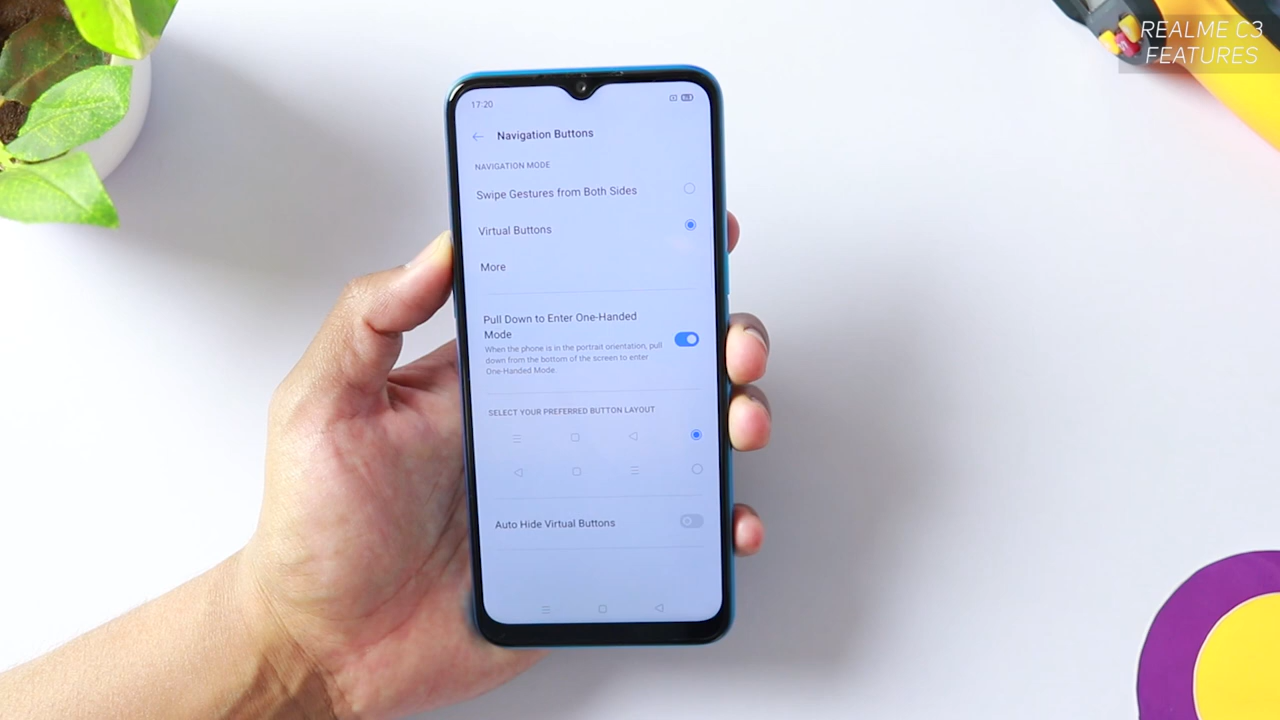 REALME C3
FEATURES
17:20
Navigation Buttons
NAVIGATION MODE
Swipe Gestures from Both Sides
Virtual Buttons
More
Pull Down to Enter One-Handed
Mode
When the phone is in the portrait orientation, pull
down from the bottom of the screen to enter
One-Handed Mode.
SELECT YOUR PREFERRED BUTTON LAYOUT
Auto Hide Virtual Buttons